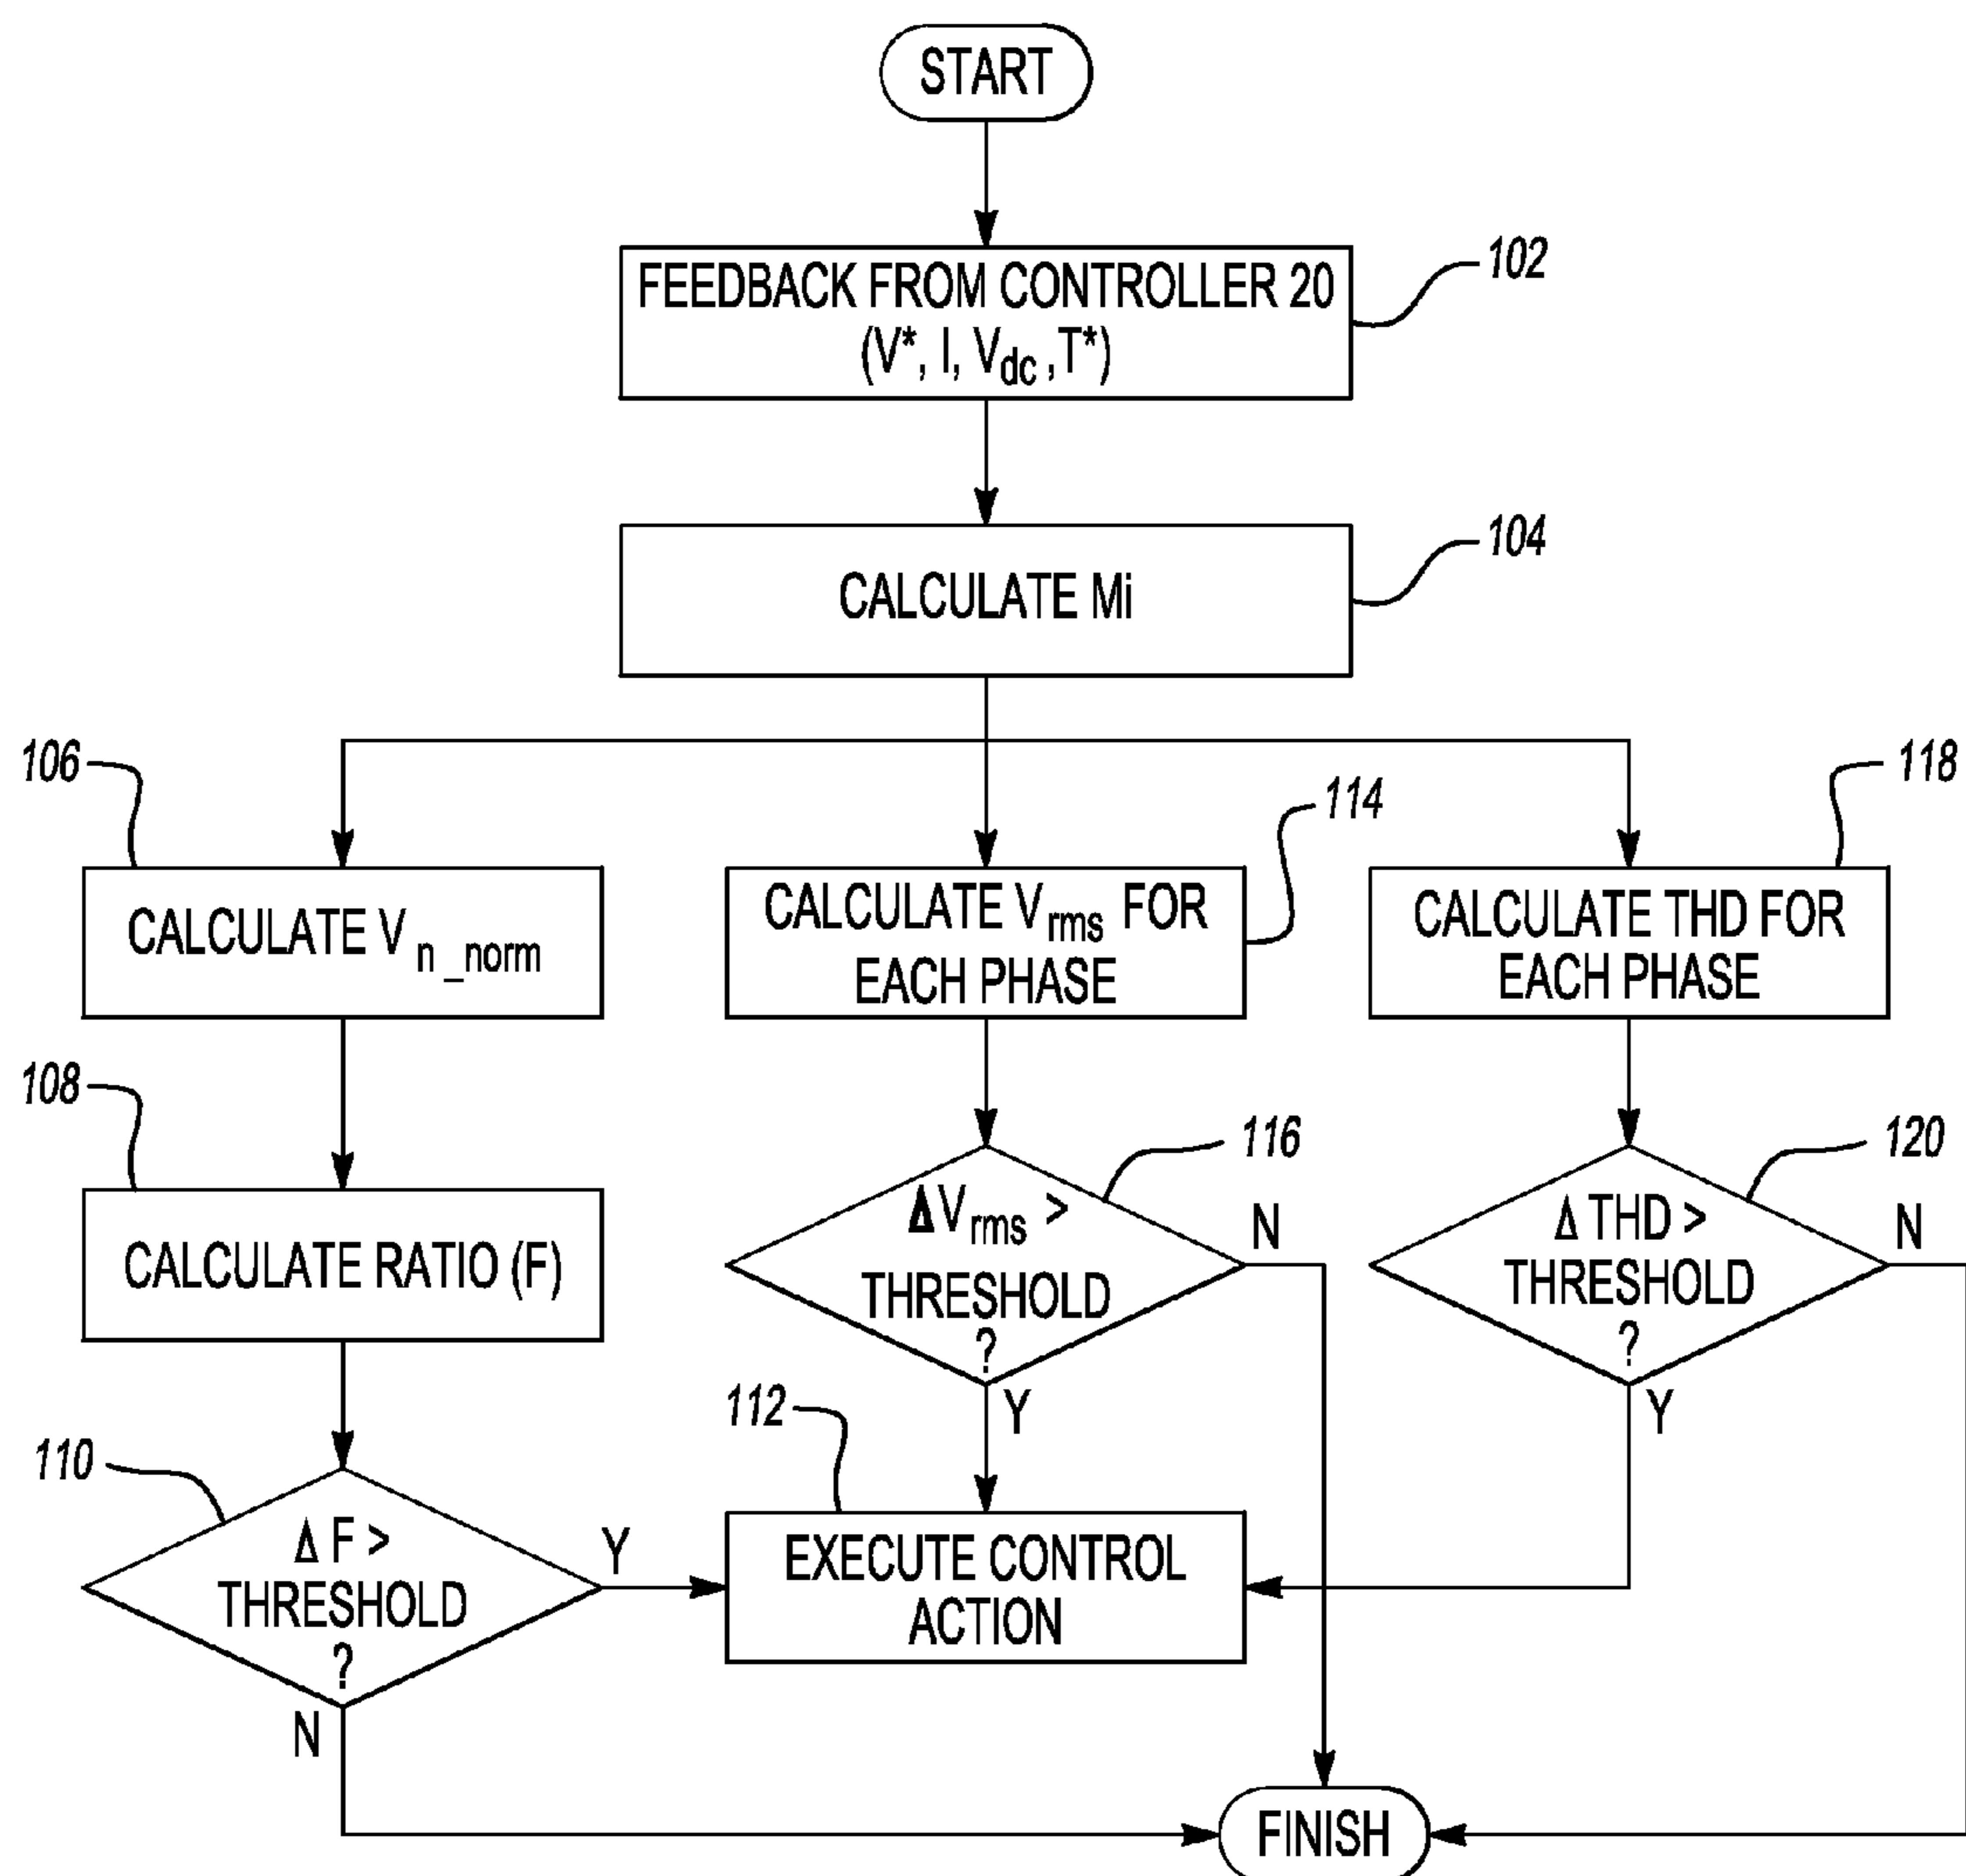 START
FEEDBACK FROM CONTROLLER 20
(V*, I, Vdc ,T*)
102
CALCULATE Mi
104
106
CALCULATE V n_norm
114
CALCULATE Vrms FOR
EACH PHASE
118
CALCULATE THD FOR
EACH PHASE
108
CALCULATE RATIO (F)
116
ΔVrms >
THRESHOLD
?
N
Y
120
Δ THD >
THRESHOLD
?
N
Y
110
Δ F >
THRESHOLD
?
Y
N
112
EXECUTE CONTROL
ACTION
FINISH